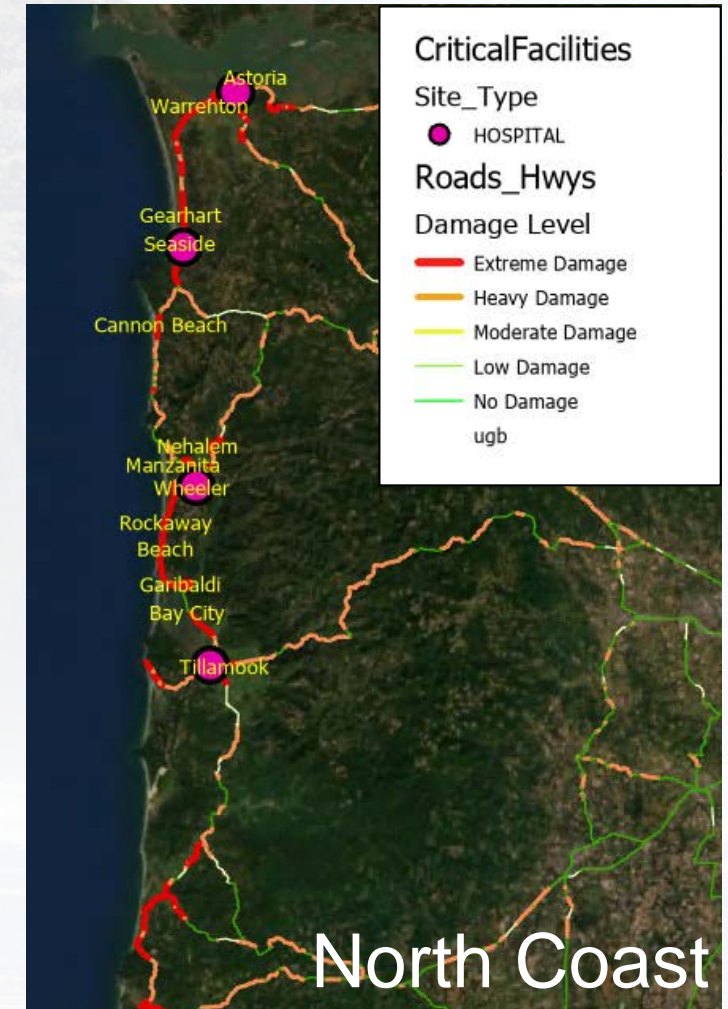 Astoria
Warrehton
Gearhart
Seaside
Cannon Beach
Nehalem
Manzanita
Wheeler
Rockaway
Beach
Garibaldi
Bay City
Tillamook
CriticalFacilities
Site_Type
HOSPITAL
Roads_Hwys
Damage Level
Extreme Damage
Heavy Damage
Moderate Damage
Low Damage
No Damage
ugb
North Coast